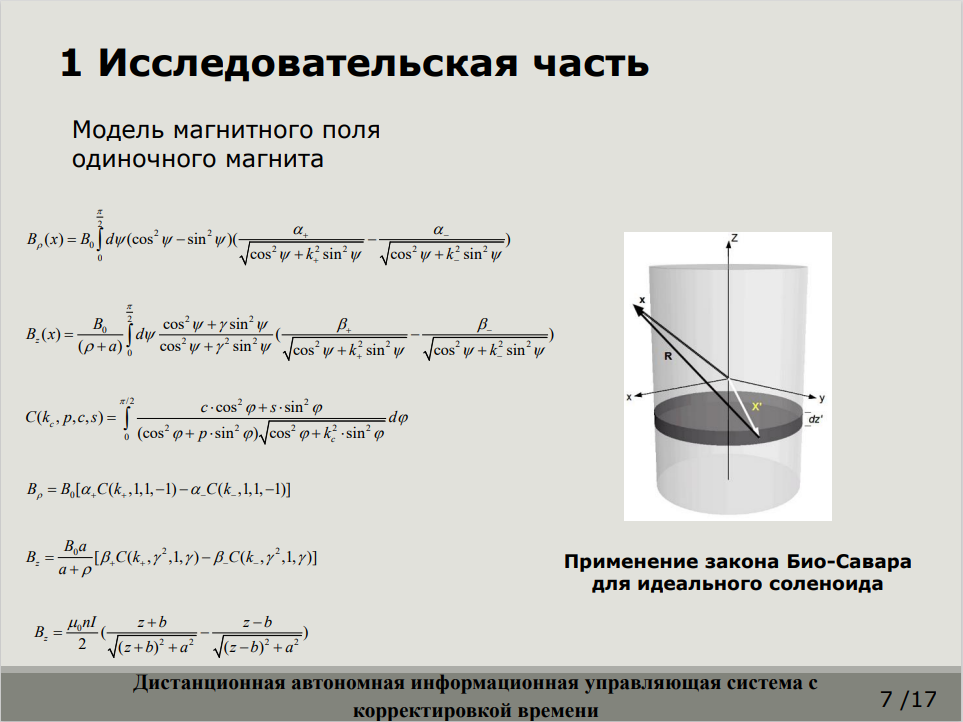 1 Исследовательская часть
Модель магнитного поля
одиночного магнита
B_ρ(x) = B_0 ∫_0^{π/2} dψ(cos²ψ − sin²ψ)(α_+ / √(cos²ψ + k_+² sin²ψ) − α_− / √(cos²ψ + k_−² sin²ψ))
B_z(x) = B_0 / (ρ + a) ∫_0^{π/2} dψ (cos²ψ + γ sin²ψ) / (cos²ψ + γ² sin²ψ) (β_+ / √(cos²ψ + k_+² sin²ψ) − β_− / √(cos²ψ + k_−² sin²ψ))
C(k_c, p, c, s) = ∫_0^{π/2} (c·cos²φ + s·sin²φ) / ((cos²φ + p·sin²φ) √(cos²φ + k_c²·sin²φ)) dφ
B_ρ = B_0[α_+C(k_+,1,1,−1) − α_−C(k_−,1,1,−1)]
B_z = B_0a / (a + ρ) [β_+C(k_+,γ²,1,γ) − β_−C(k_−,γ²,1,γ)]
B_z = μ_0nI / 2 ((z + b) / √((z + b)² + a²) − (z − b) / √((z − b)² + a²))
Z
x
R
x
y
X'
dz'
Применение закона Био-Савара
для идеального соленоида
Дистанционная автономная информационная управляющая система с
корректировкой времени
7 /17